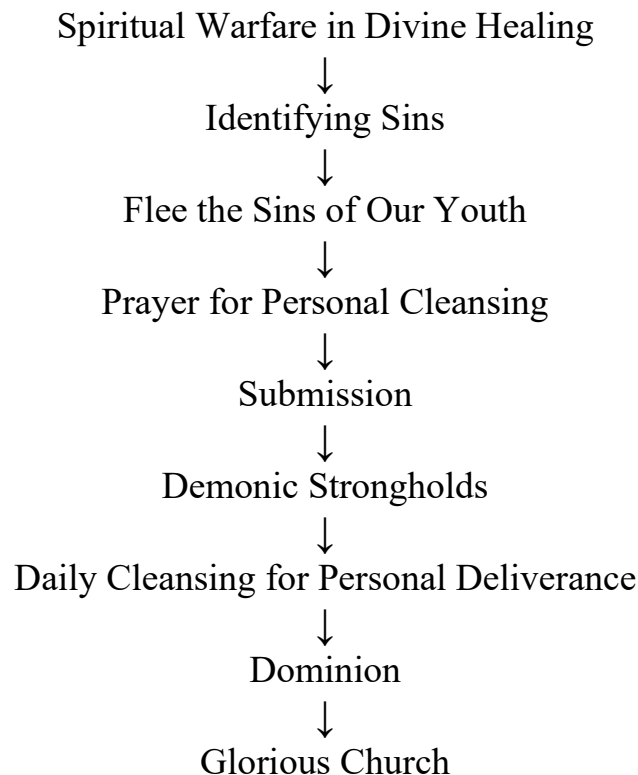 Spiritual Warfare in Divine Healing
↓
Identifying Sins
↓
Flee the Sins of Our Youth
↓
Prayer for Personal Cleansing
↓
Submission
↓
Demonic Strongholds
↓
Daily Cleansing for Personal Deliverance
↓
Dominion
↓
Glorious Church